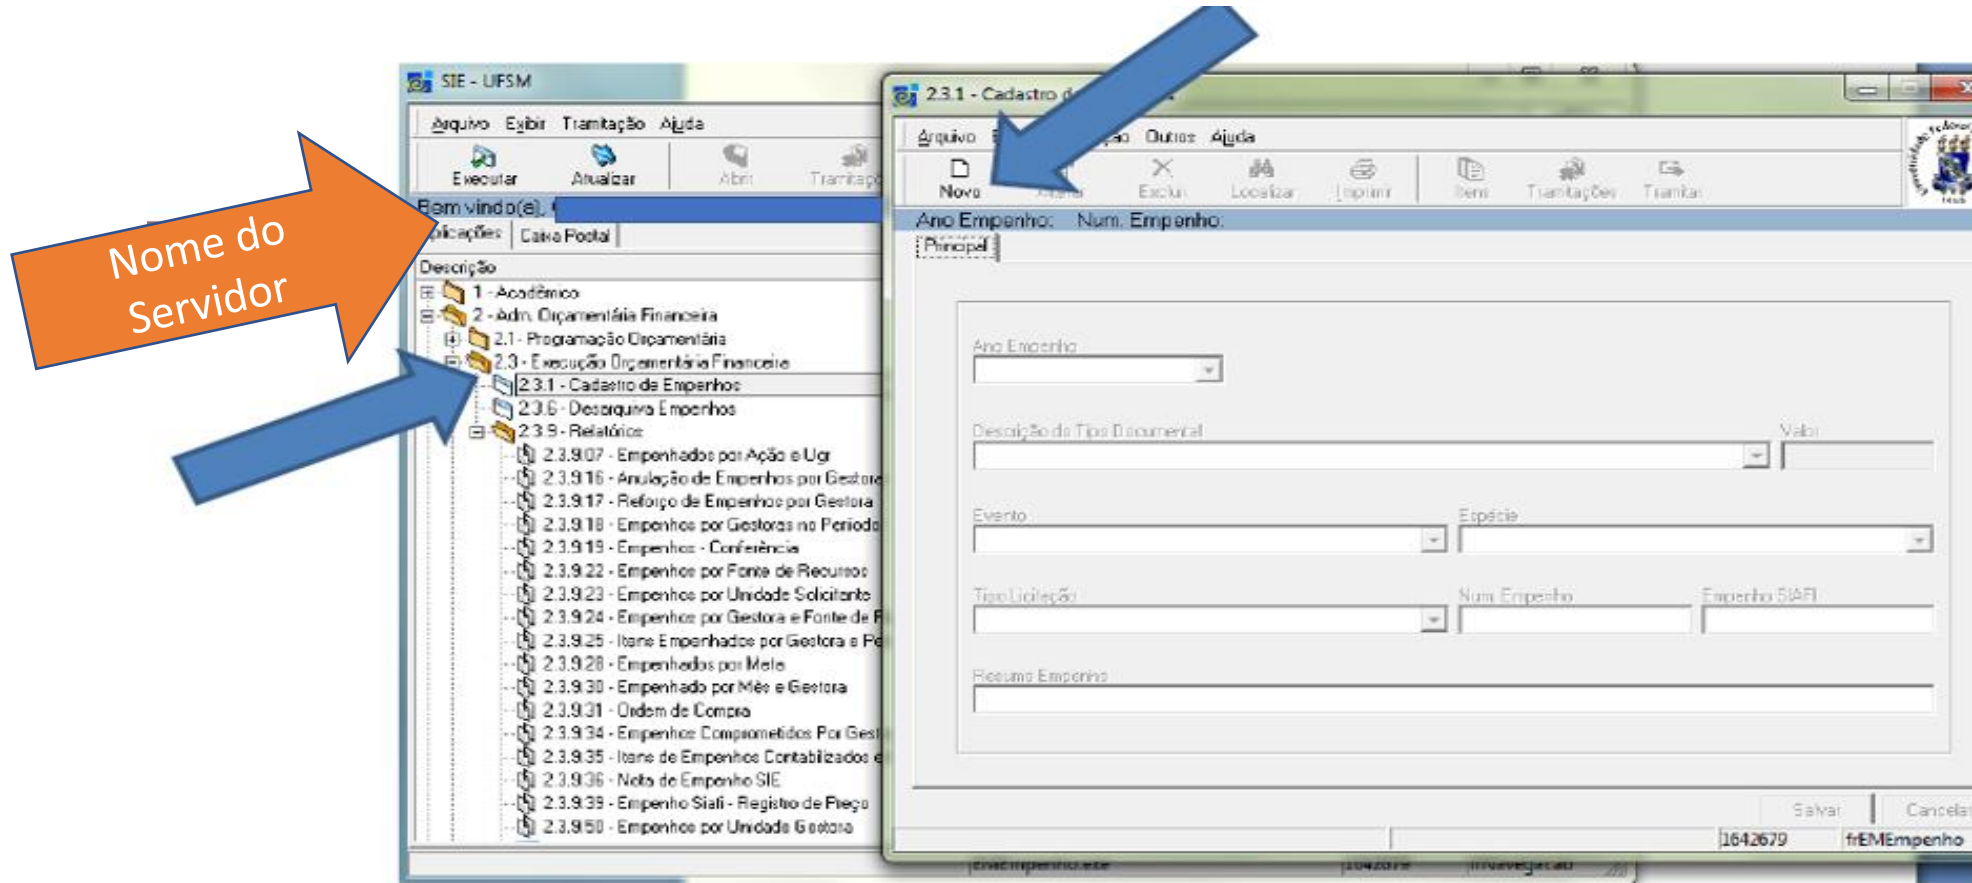 SIE - UFSM
Arquivo Exibir Tramitação Ajuda
Executar Atualizar Abrir
Bem vindo(a),
Caixa Postal
Descrição
1 - Acadêmico
2 - Adm. Orçamentária Financeira
2.1 - Programação Orçamentária
2.3 - Execução Orçamentária Financeira
2.3.1 - Cadastro de Empenhos
2.3.6 - Desarquiva Empenhos
2.3.9 - Relatórios
2.3.9.07 - Empenhados por Ação e Ugr
2.3.9.16 - Anulação de Empenhos por Gestora
2.3.9.17 - Reforço de Empenhos por Gestora
2.3.9.18 - Empenhos por Gestoras no Período
2.3.9.19 - Empenhos - Conferência
2.3.9.22 - Empenhos por Fonte de Recursos
2.3.9.23 - Empenhos por Unidade Solicitante
2.3.9.24 - Empenhos por Gestora e Fonte de
2.3.9.25 - Itens Empenhados por Gestora e
2.3.9.28 - Empenhados por Meta
2.3.9.30 - Empenhado por Mês e Gestora
2.3.9.31 - Ordem de Compra
2.3.9.34 - Empenhos Comprometidos Por
2.3.9.35 - Itens de Empenhos Contabilizados e
2.3.9.36 - Nota de Empenho SIE
2.3.9.39 - Empenho Siafi - Registro de Preço
2.3.9.50 - Empenhos por Unidade Gestora
Nome do
Servidor
2.3.1 - Cadastro
Arquivo Outros Ajuda
Novo Excluir Localizar Imprimir Itens Tramitações Tramitar
Ano Empenho: Num. Empenho:
Principal
Ano Empenho
Descrição do Tipo Documental Valor
Evento Espécie
Tipo Licitação Num. Empenho Empenho SIAFI
Resumo Empenho
Salvar Cancelar
1642679 frEMEmpenho